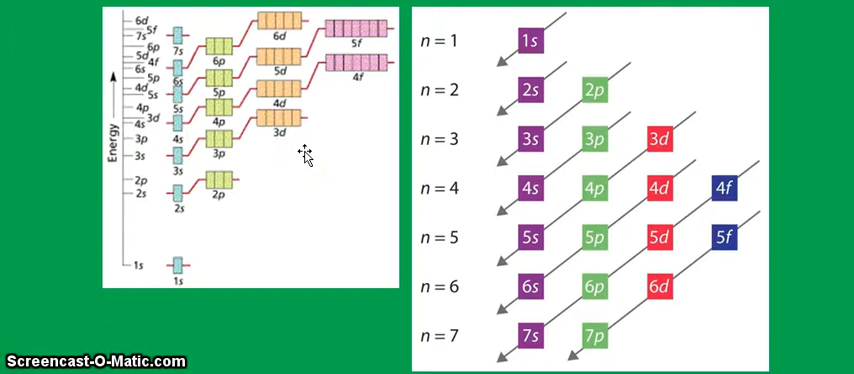 6d
5f
7s
6p
5d
4f
6s
5p
4d
5s
4p
3d
4s
3p
3s
2p
2s
1s
Energy
6d
7s
5f
6p
5d
6s
4f
5p
4d
5s
4p
3d
4s
3p
3s
2p
2s
1s
n = 1 1s
n = 2 2s 2p
n = 3 3s 3p 3d
n = 4 4s 4p 4d 4f
n = 5 5s 5p 5d 5f
n = 6 6s 6p 6d
n = 7 7s 7p
Screencast-O-Matic.com